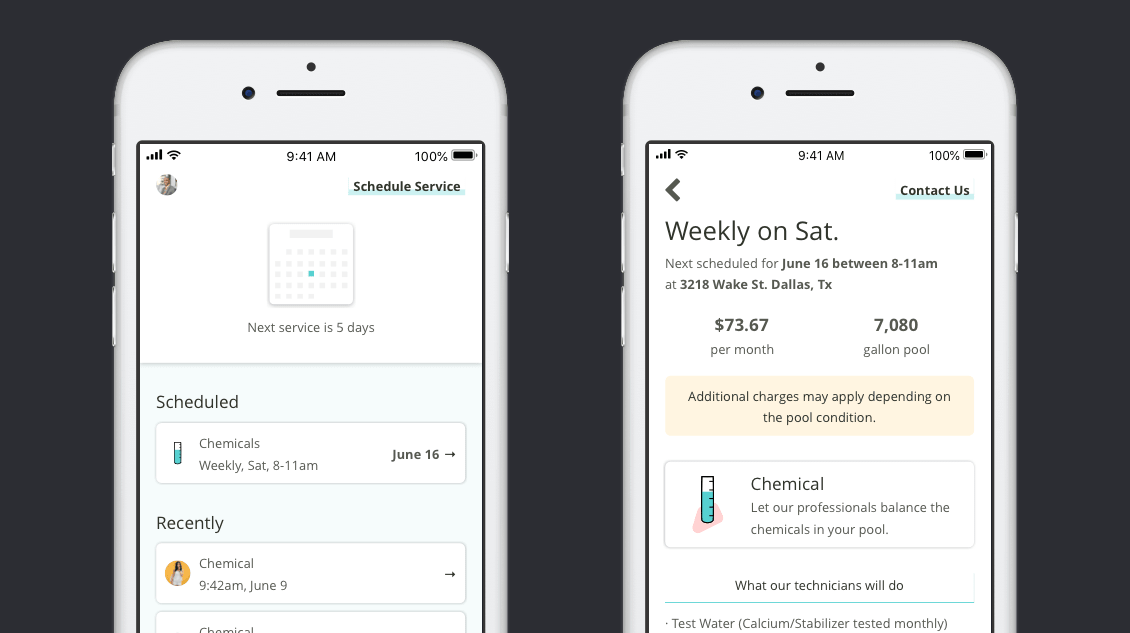 9:41 AM
100%
Schedule Service
Next service is 5 days
Scheduled
Chemicals
Weekly, Sat, 8-11am
June 16 →
Recently
Chemical
9:42am, June 9
→
Chemical
9:41 AM
100%
Contact Us
Weekly on Sat.
Next scheduled for June 16 between 8-11am
at 3218 Wake St. Dallas, Tx
$73.67
per month
7,080
gallon pool
Additional charges may apply depending on
the pool condition.
Chemical
Let our professionals balance the
chemicals in your pool.
What our technicians will do
· Test Water (Calcium/Stabilizer tested monthly)